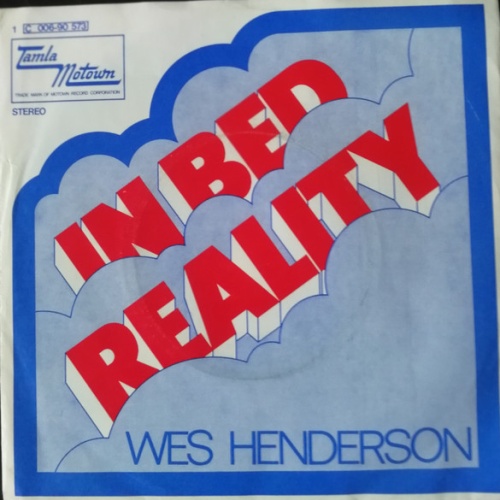 1 C 006-90 573
Tamla
Motown
TRADE MARK OF MOTOWN RECORD CORPORATION
STEREO
IN BED
REALITY
WES HENDERSON